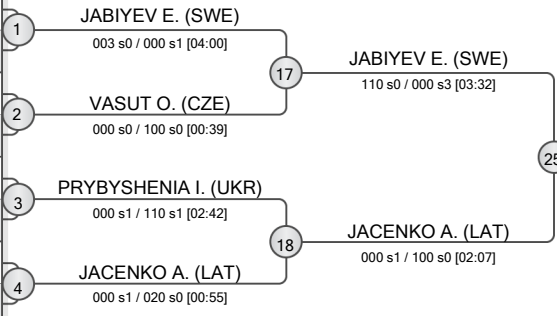 1
JABIYEV E. (SWE)
003 s0 / 000 s1 [04:00]
17
JABIYEV E. (SWE)
110 s0 / 000 s3 [03:32]
2
VASUT O. (CZE)
000 s0 / 100 s0 [00:39]
25
3
PRYBYSHENIA I. (UKR)
000 s1 / 110 s1 [02:42]
18
JACENKO A. (LAT)
000 s1 / 100 s0 [02:07]
4
JACENKO A. (LAT)
000 s1 / 020 s0 [00:55]